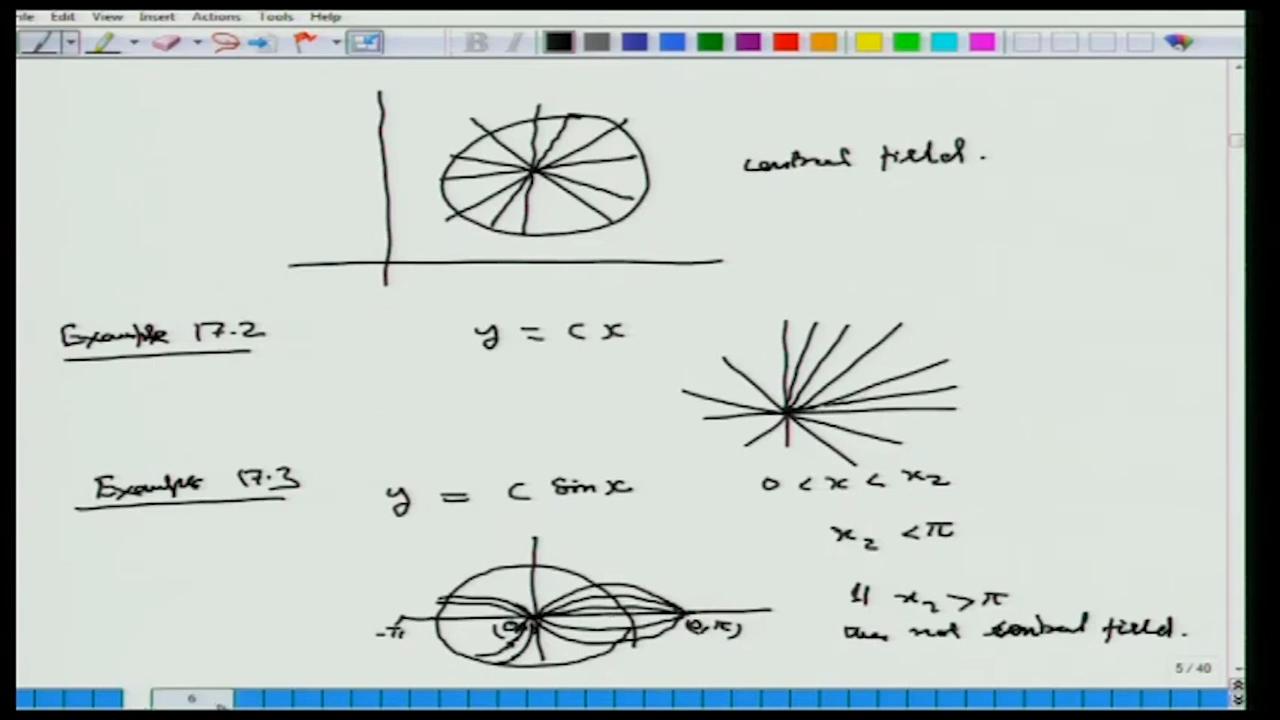 File Edit View Insert Actions Tools Help
central field.
Example 17.2 y = c x
Example 17.3 y = c sin x 0 < x < x2
x2 < π
If x2 > π
then not central field.
-π (0, π)
5 / 40
6